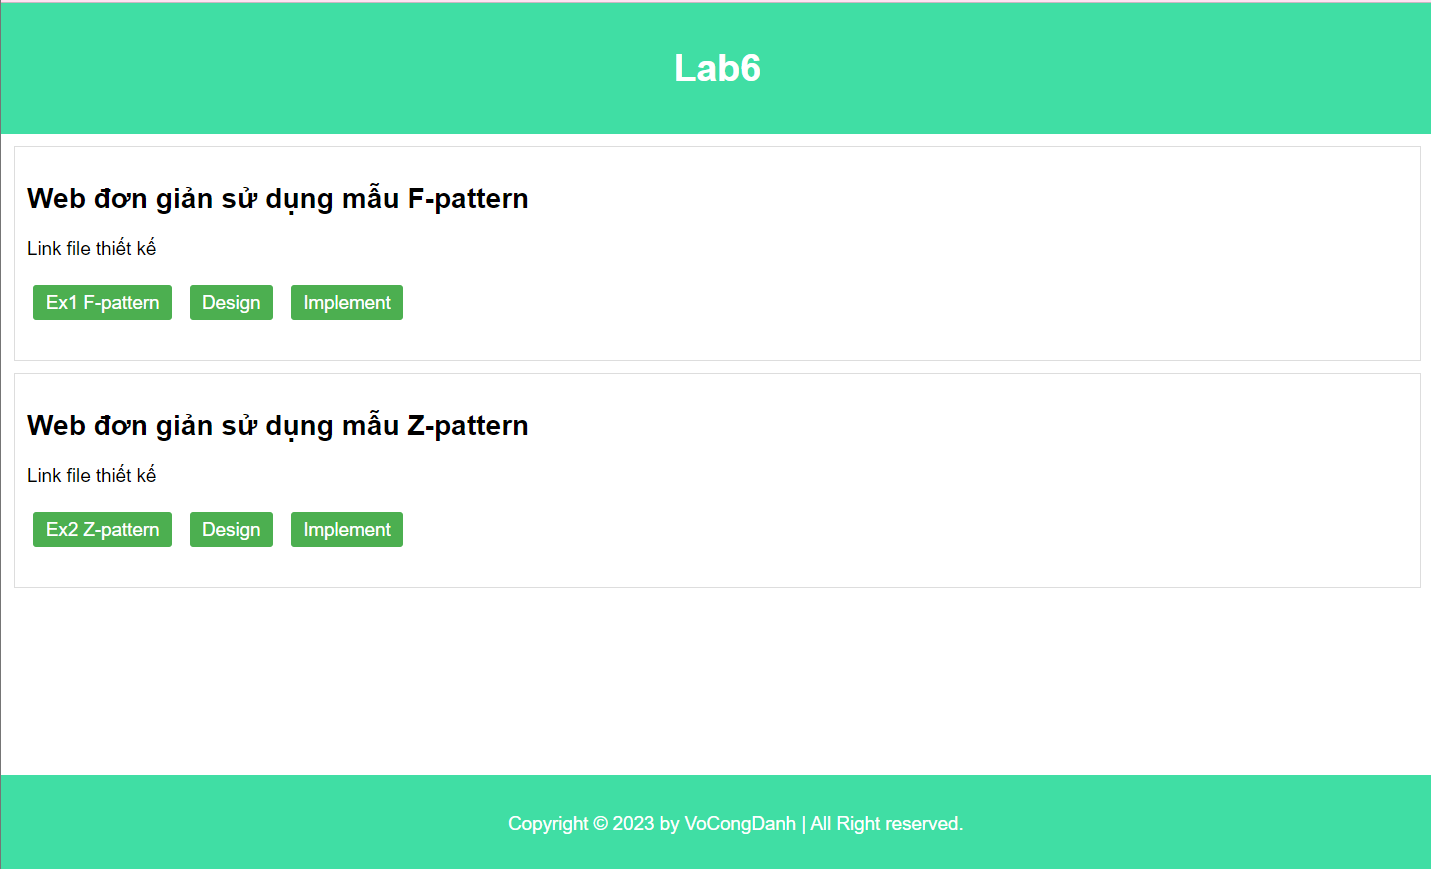 Lab6
Web đơn giản sử dụng mẫu F-pattern
Link file thiết kế
Ex1 F-pattern Design Implement
Web đơn giản sử dụng mẫu Z-pattern
Link file thiết kế
Ex2 Z-pattern Design Implement
Copyright © 2023 by VoCongDanh | All Right reserved.